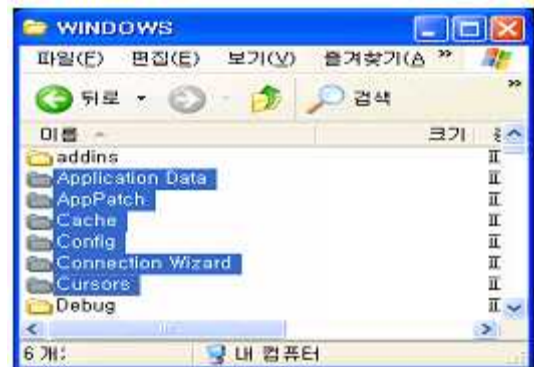 WINDOWS
파일(F) 편집(E) 보기(V) 즐겨찾기(A »
뒤로 검색 »
이름 크기
addins
Application Data
AppPatch
Cache
Config
Connection Wizard
Cursors
Debug
6 개: 내 컴퓨터